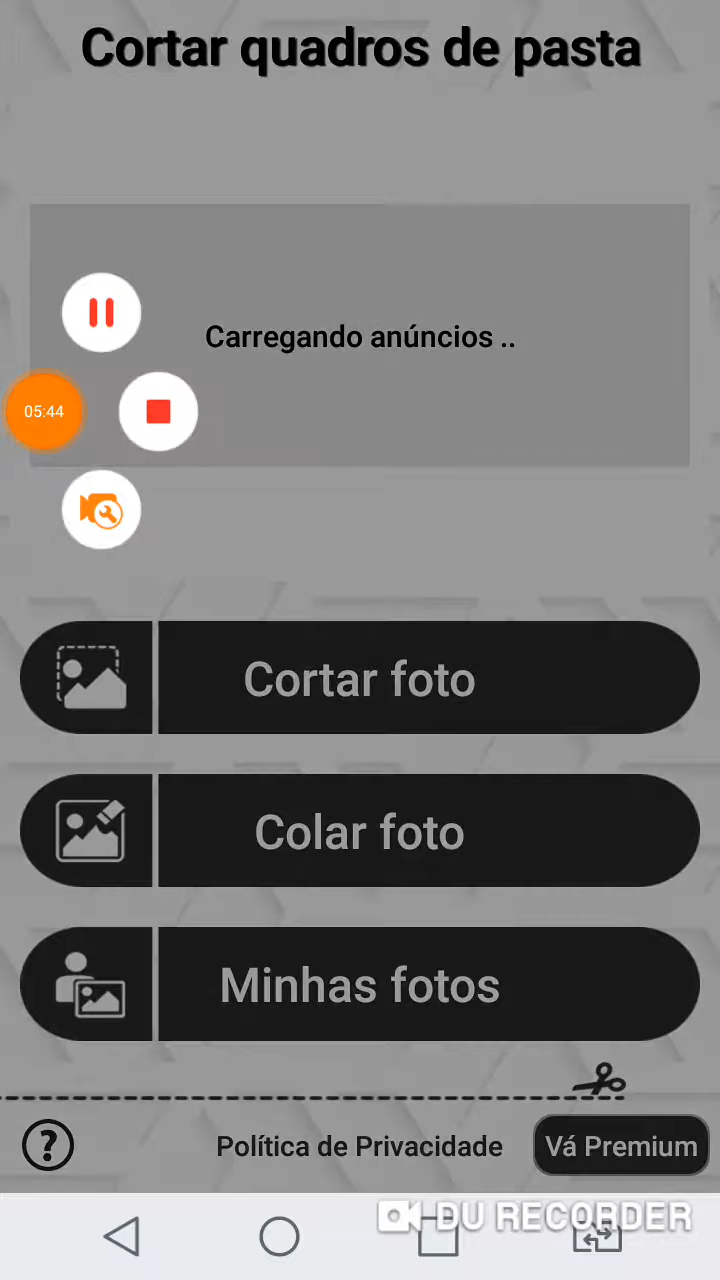 Cortar quadros de pasta
Carregando anúncios ..
05:44
Cortar foto
Colar foto
Minhas fotos
?
Política de Privacidade
Vá Premium
DU RECORDER